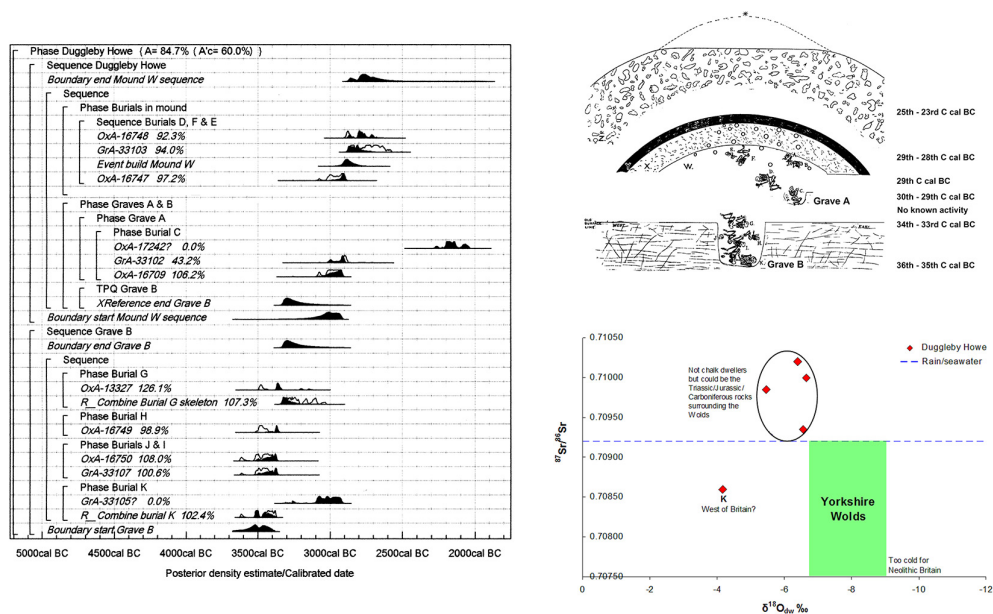 Phase Duggleby Howe ( A= 84.7% ( A'c= 60.0%) )
Sequence Duggleby Howe
Boundary end Mound W sequence
Sequence
Phase Burials in mound
Sequence Burials D, F & E
OxA-16748 92.3%
GrA-33103 94.0%
Event build Mound W
OxA-16747 97.2%
Phase Graves A & B
Phase Grave A
Phase Burial C
OxA-17242? 0.0%
GrA-33102 43.2%
OxA-16709 106.2%
TPQ Grave B
XReference end Grave B
Boundary start Mound W sequence
Sequence Grave B
Boundary end Grave B
Sequence
Phase Burial G
OxA-13327 126.1%
R_Combine Burial G skeleton 107.3%
Phase Burial H
OxA-16749 98.9%
Phase Burials J & I
OxA-16750 108.0%
GrA-33107 100.6%
Phase Burial K
GrA-33105? 0.0%
R_Combine burial K 102.4%
Boundary start Grave B
5000cal BC 4500cal BC 4000cal BC 3500cal BC 3000cal BC 2500cal BC 2000cal BC
Posterior density estimate/Calibrated date
25th - 23rd C cal BC
29th - 28th C cal BC
X. W.
29th C cal BC
30th - 29th C cal BC
Grave A
No known activity
34th - 33rd C cal BC
OLD SURFACE LINE
WEST
EAST
Grave B
36th - 35th C cal BC
0.71050
0.71000
0.70950
0.70900
0.70850
0.70800
0.70750
⁸⁷Sr/⁸⁶Sr
Duggleby Howe
Rain/seawater
Not chalk dwellers
but could be the
Triassic/Jurassic/
Carboniferous rocks
surrounding the
Wolds
K
West of Britain?
Yorkshire
Wolds
Too cold for
Neolithic Britain
0 -2 -4 -6 -8 -10 -12
δ¹⁸O dw ‰